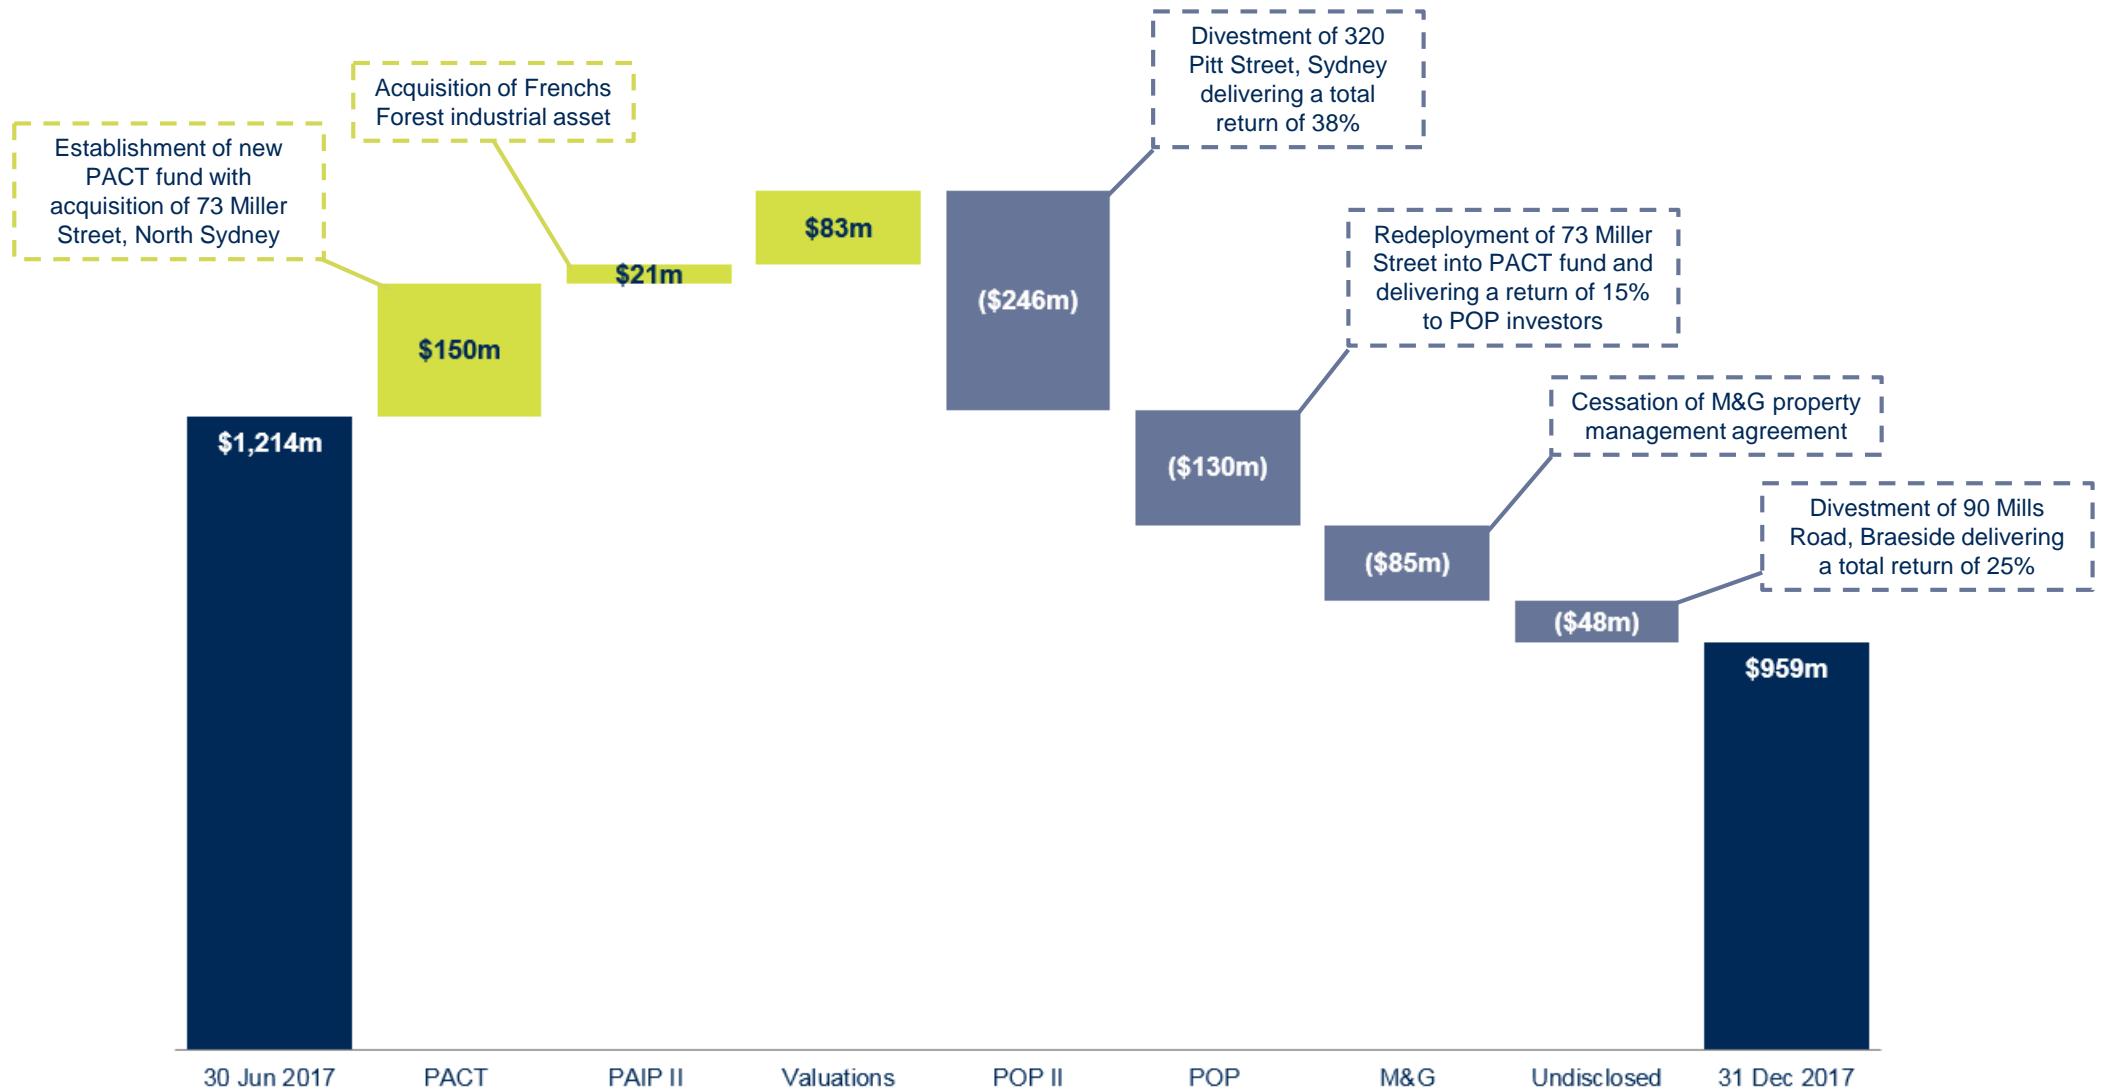 Divestment of 320
Pitt Street, Sydney
delivering a total
return of 38%
Acquisition of Frenchs
Forest industrial asset
Establishment of new
PACT fund with
acquisition of 73 Miller
Street, North Sydney
$83m
Redeployment of 73 Miller
Street into PACT fund and
delivering a return of 15%
to POP investors
$21m
($246m)
$150m
Cessation of M&G property
management agreement
$1,214m
($130m)
Divestment of 90 Mills
Road, Braeside delivering
a total return of 25%
($85m)
($48m)
$959m
30 Jun 2017
PACT
PAIP II
Valuations
POP II
POP
M&G
Undisclosed
31 Dec 2017